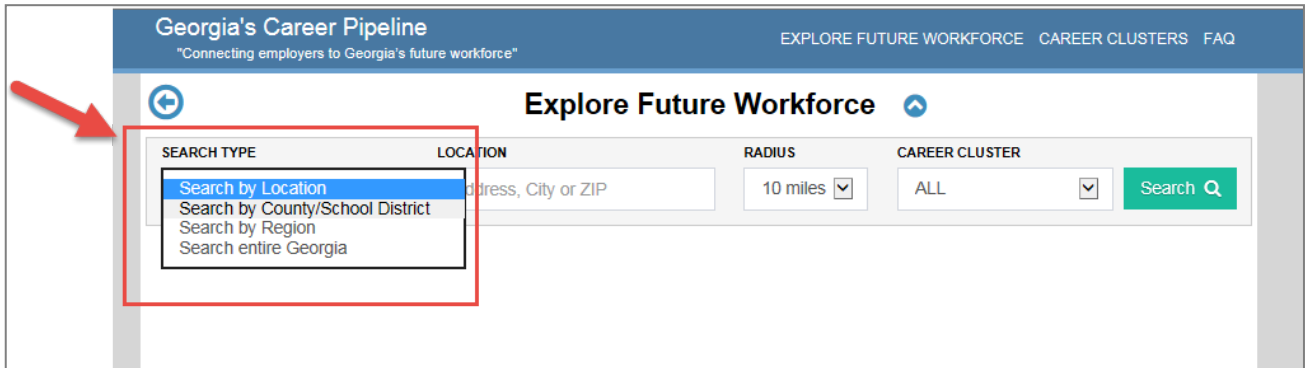 Georgia's Career Pipeline
"Connecting employers to Georgia's future workforce"
EXPLORE FUTURE WORKFORCE CAREER CLUSTERS FAQ
Explore Future Workforce
SEARCH TYPE LOCATION RADIUS CAREER CLUSTER
Search by Location
Search by County/School District
Search by Region
Search entire Georgia
City or ZIP
10 miles
ALL
Search